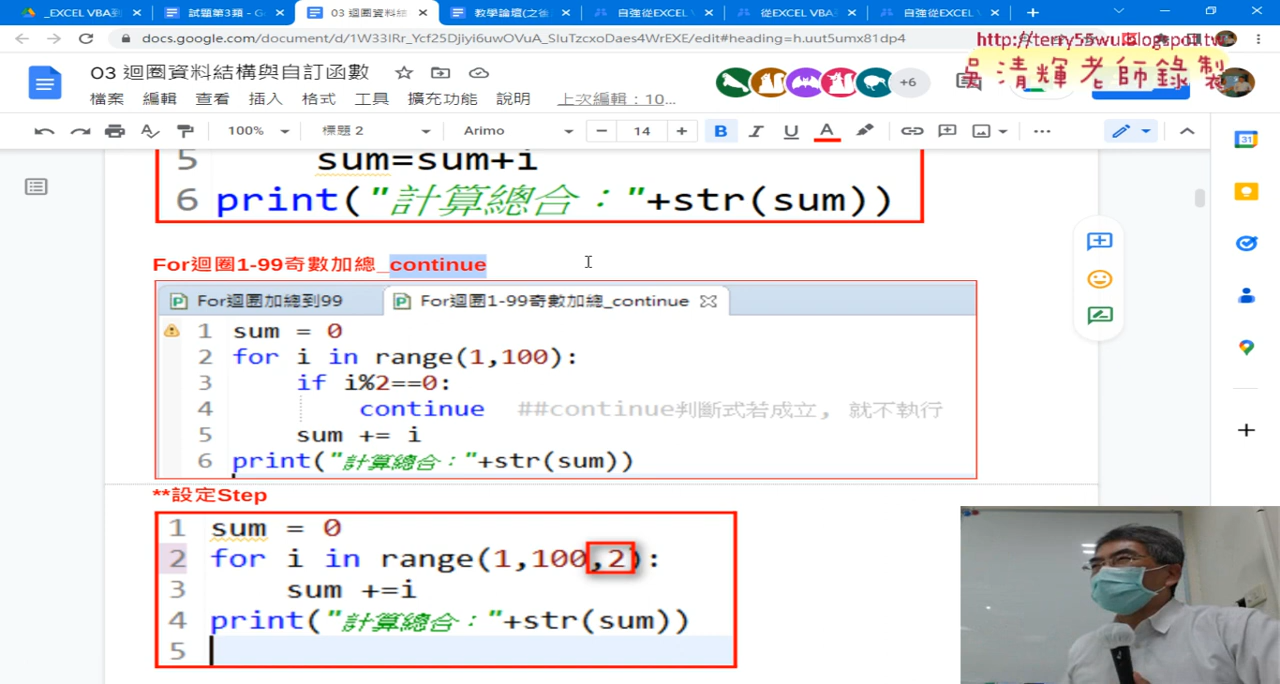 _EXCEL VBA到
試題第3類 - G
03 迴圈資料結
教學論壇(之後
自強從EXCEL V
從EXCEL VBA
自強從EXCEL
docs.google.com/document/d/1W33IRr_Ycf25Djiyi6uwOVuA_SIuTzcxoDaes4WrEXE/edit#heading=h.uut5umx81dp4
http://terry55wu.blogspot.tw
吳清輝老師錄製
03 迴圈資料結構與自訂函數
+6
檔案 編輯 查看 插入 格式 工具 擴充功能 說明 上次編輯：10...
100% 標題 2 Arimo 14 B I U A
5 sum=sum+i
6 print("計算總合："+str(sum))
For迴圈1-99奇數加總_continue
For迴圈加總到99 For迴圈1-99奇數加總_continue
1 sum = 0
2 for i in range(1,100):
3 if i%2==0:
4 continue ##continue判斷式若成立, 就不執行
5 sum += i
6 print("計算總合："+str(sum))
**設定Step
1 sum = 0
2 for i in range(1,100,2):
3 sum +=i
4 print("計算總合："+str(sum))
5
31